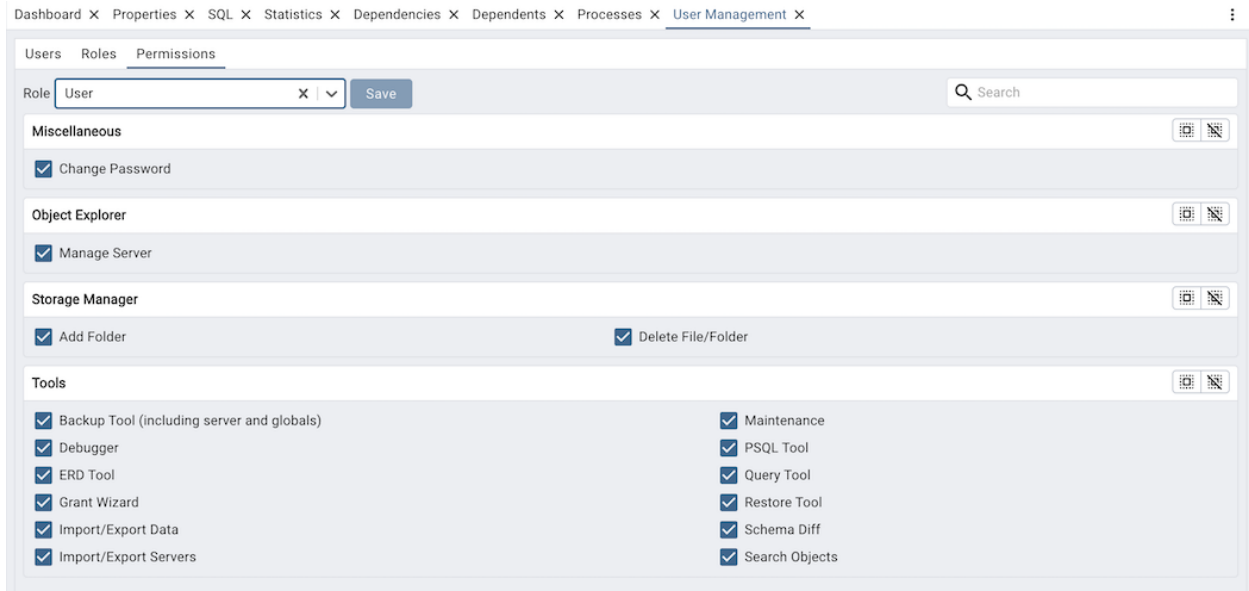 Dashboard Properties SQL Statistics Dependencies Dependents Processes User Management
Users Roles Permissions
Role User Save Search
Miscellaneous
Change Password
Object Explorer
Manage Server
Storage Manager
Add Folder Delete File/Folder
Tools
Backup Tool (including server and globals) Maintenance
Debugger PSQL Tool
ERD Tool Query Tool
Grant Wizard Restore Tool
Import/Export Data Schema Diff
Import/Export Servers Search Objects